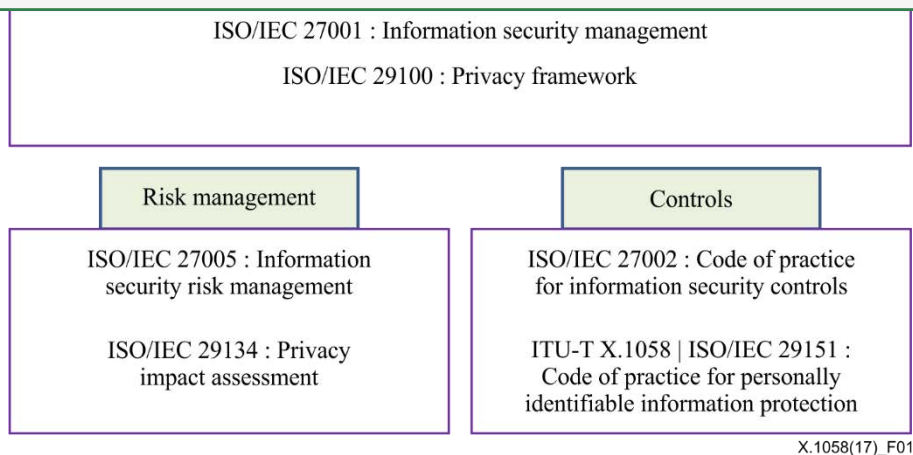 ISO/IEC 27001 : Information security management
ISO/IEC 29100 : Privacy framework
Risk management
ISO/IEC 27005 : Information
security risk management
ISO/IEC 29134 : Privacy
impact assessment
Controls
ISO/IEC 27002 : Code of practice
for information security controls
ITU-T X.1058 | ISO/IEC 29151 :
Code of practice for personally
identifiable information protection
X.1058(17)_F01